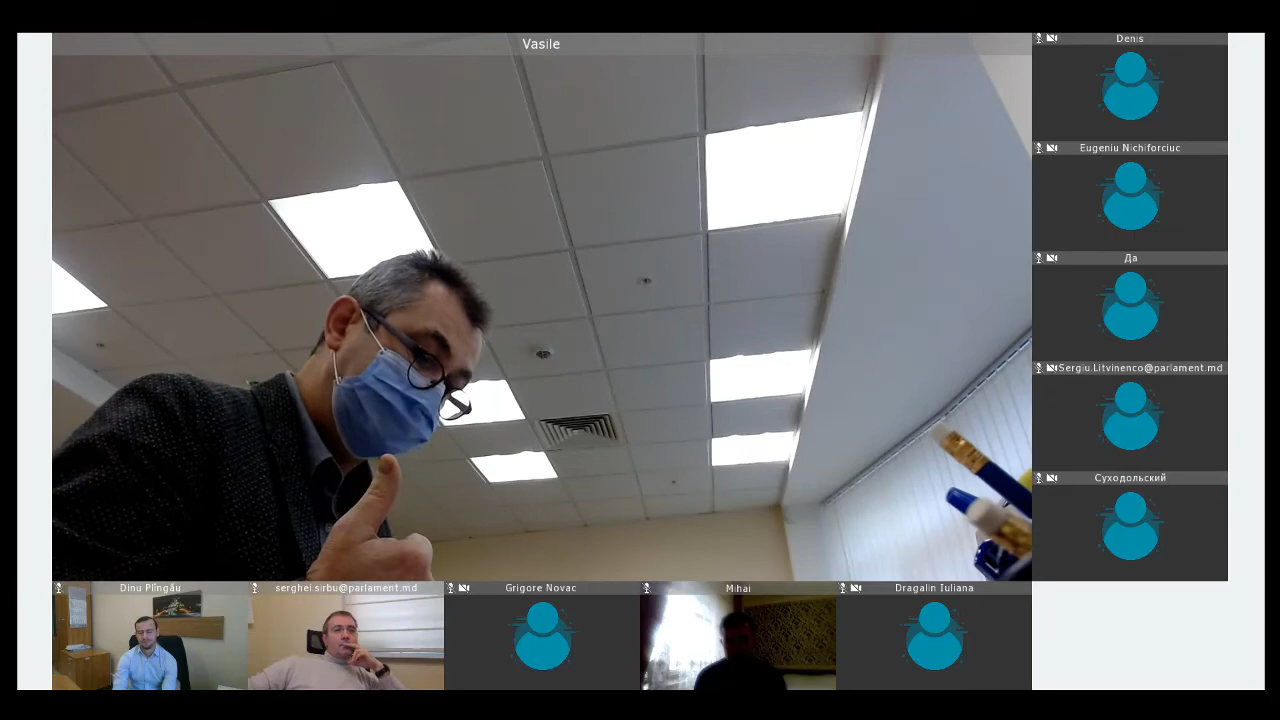 Vasile
Denis
Eugeniu Nichiforciuc
Да
Sergiu.Litvinenco@parlament.md
Суходольский
Dinu Plîngău
serghei.sirbu@parlament.md
Grigore Novac
Mihai
Dragalin Iuliana